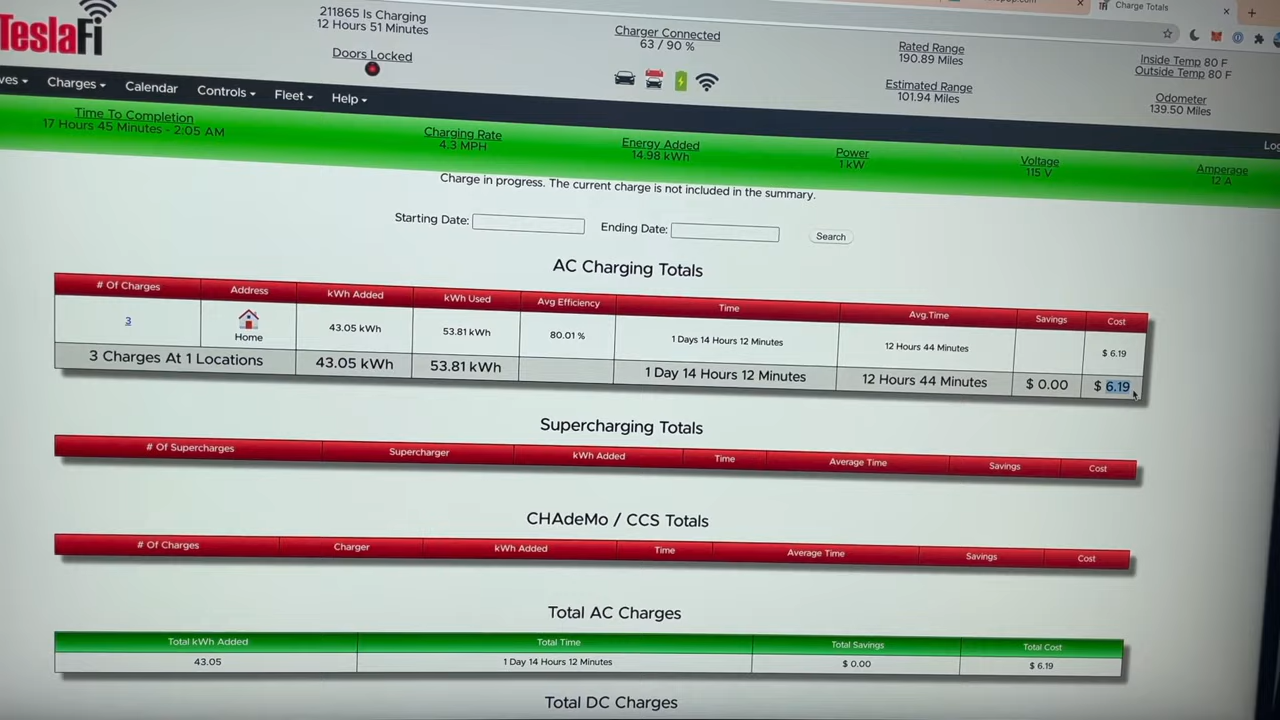 Charge Totals
TeslaFi
211865 Is Charging
12 Hours 51 Minutes
Doors Locked
Charger Connected
63 / 90 %
Rated Range
190.89 Miles
Estimated Range
101.94 Miles
Inside Temp 80 F
Outside Temp 80 F
Odometer
139.50 Miles
ves Charges Calendar Controls Fleet Help
Time To Completion
17 Hours 45 Minutes - 2:05 AM
Charging Rate
4.3 MPH
Energy Added
14.98 kWh
Power
1 kW
Voltage
115 V
Amperage
12 A
Charge in progress. The current charge is not included in the summary.
Starting Date: Ending Date: Search
AC Charging Totals
# Of Charges Address kWh Added kWh Used Avg Efficiency Time Avg.Time Savings Cost
3 Home 43.05 kWh 53.81 kWh 80.01 % 1 Days 14 Hours 12 Minutes 12 Hours 44 Minutes $ 6.19
3 Charges At 1 Locations 43.05 kWh 53.81 kWh 1 Day 14 Hours 12 Minutes 12 Hours 44 Minutes $ 0.00 $ 6.19
Supercharging Totals
# Of Supercharges Supercharger kWh Added Time Average Time Savings Cost
CHAdeMo / CCS Totals
# Of Charges Charger kWh Added Time Average Time Savings Cost
Total AC Charges
Total kWh Added Total Time Total Savings Total Cost
43.05 1 Day 14 Hours 12 Minutes $ 0.00 $ 6.19
Total DC Charges